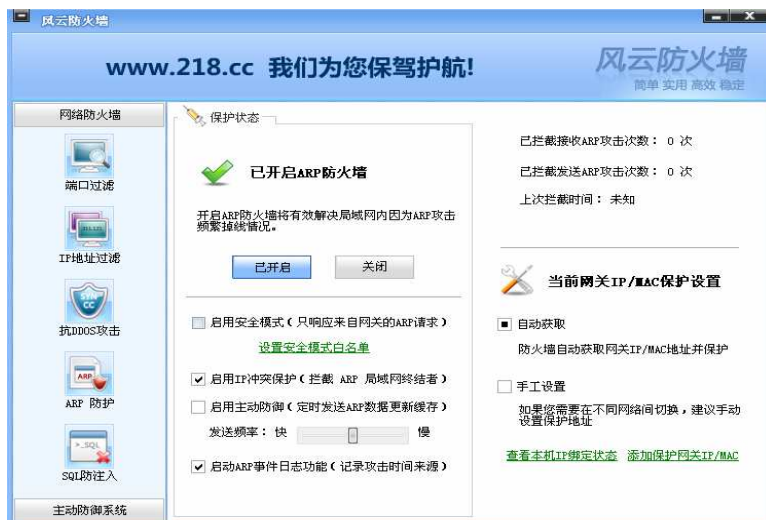 风云防火墙
www.218.cc 我们为您保驾护航!
风云防火墙
简单 实用 高效 稳定
网络防火墙
端口过滤
IP地址过滤
SYN
CC
抗DDOS攻击
ARP
ARP 防护
>_SQL
SQL防注入
主动防御系统
保护状态
已开启ARP防火墙
开启ARP防火墙将有效解决局域网内因为ARP攻击
频繁掉线情况。
已开启
关闭
启用安全模式(只响应来自网关的ARP请求)
设置安全模式白名单
启用IP冲突保护(拦截 ARP 局域网终结者)
启用主动防御(定时发送ARP数据更新缓存)
发送频率: 快 慢
启动ARP事件日志功能(记录攻击时间来源)
已拦截接收ARP攻击次数: 0 次
已拦截发送ARP攻击次数: 0 次
上次拦截时间: 未知
当前网关IP/MAC保护设置
自动获取
防火墙自动获取网关IP/MAC地址并保护
手工设置
如果您需要在不同网络间切换,建议手动
设置保护地址
查看本机IP绑定状态 添加保护网关IP/MAC